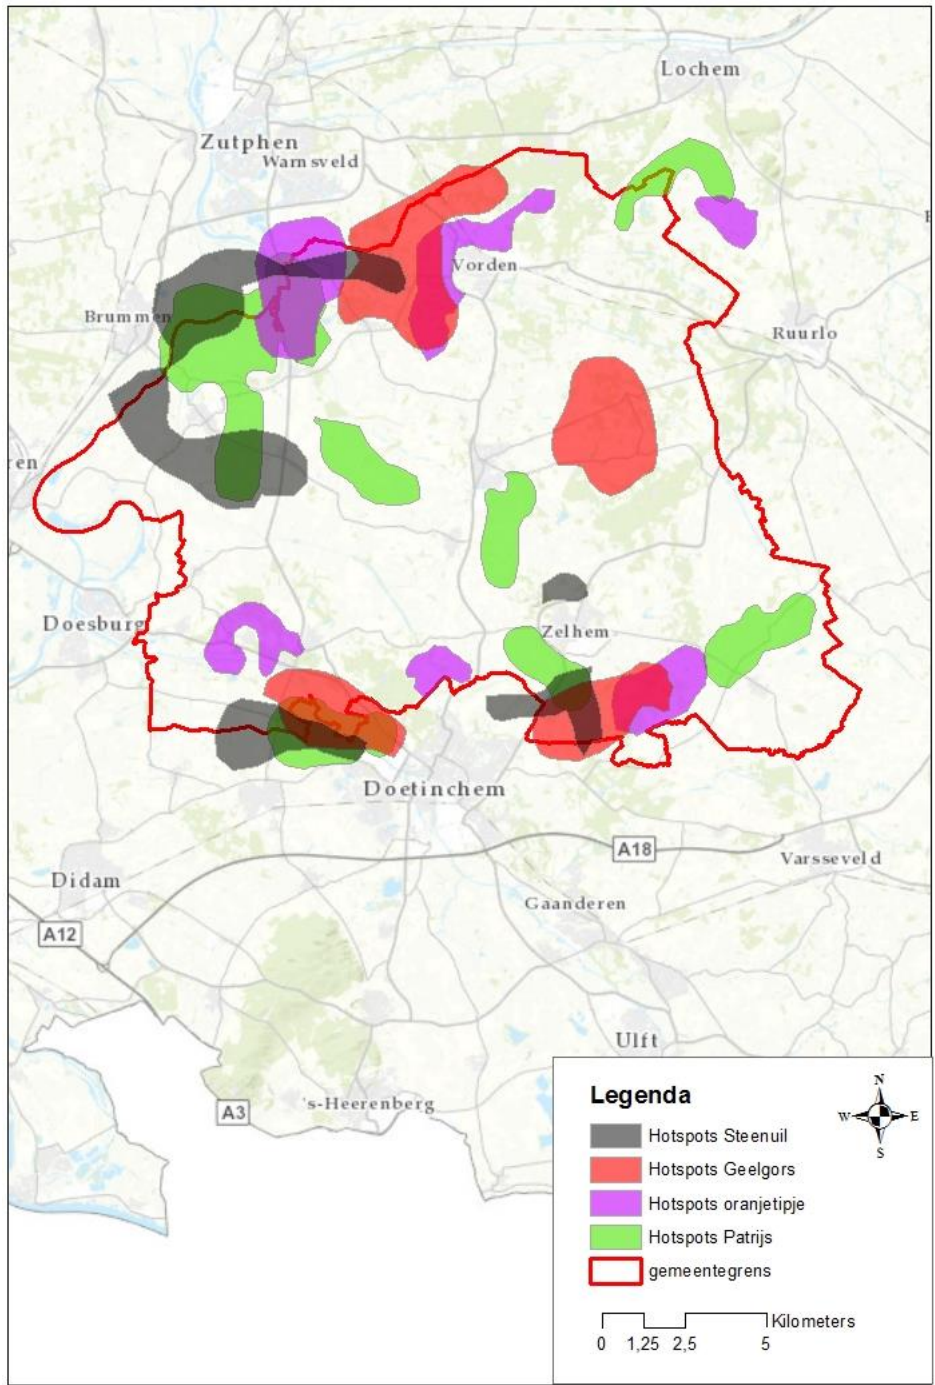 Lochem
Zutphen
Warnsveld
Vorden
Brummen
Ruurlo
ren
Doesburg
Zelhem
Doetinchem
A18
Varsseveld
Didam
Gaanderen
A12
Ulft
A3
's-Heerenberg
Legenda
N
W E
S
Hotspots Steenuil
Hotspots Geelgors
Hotspots oranjetipje
Hotspots Patrijs
gemeentegrens
Kilometers
0 1,25 2,5 5